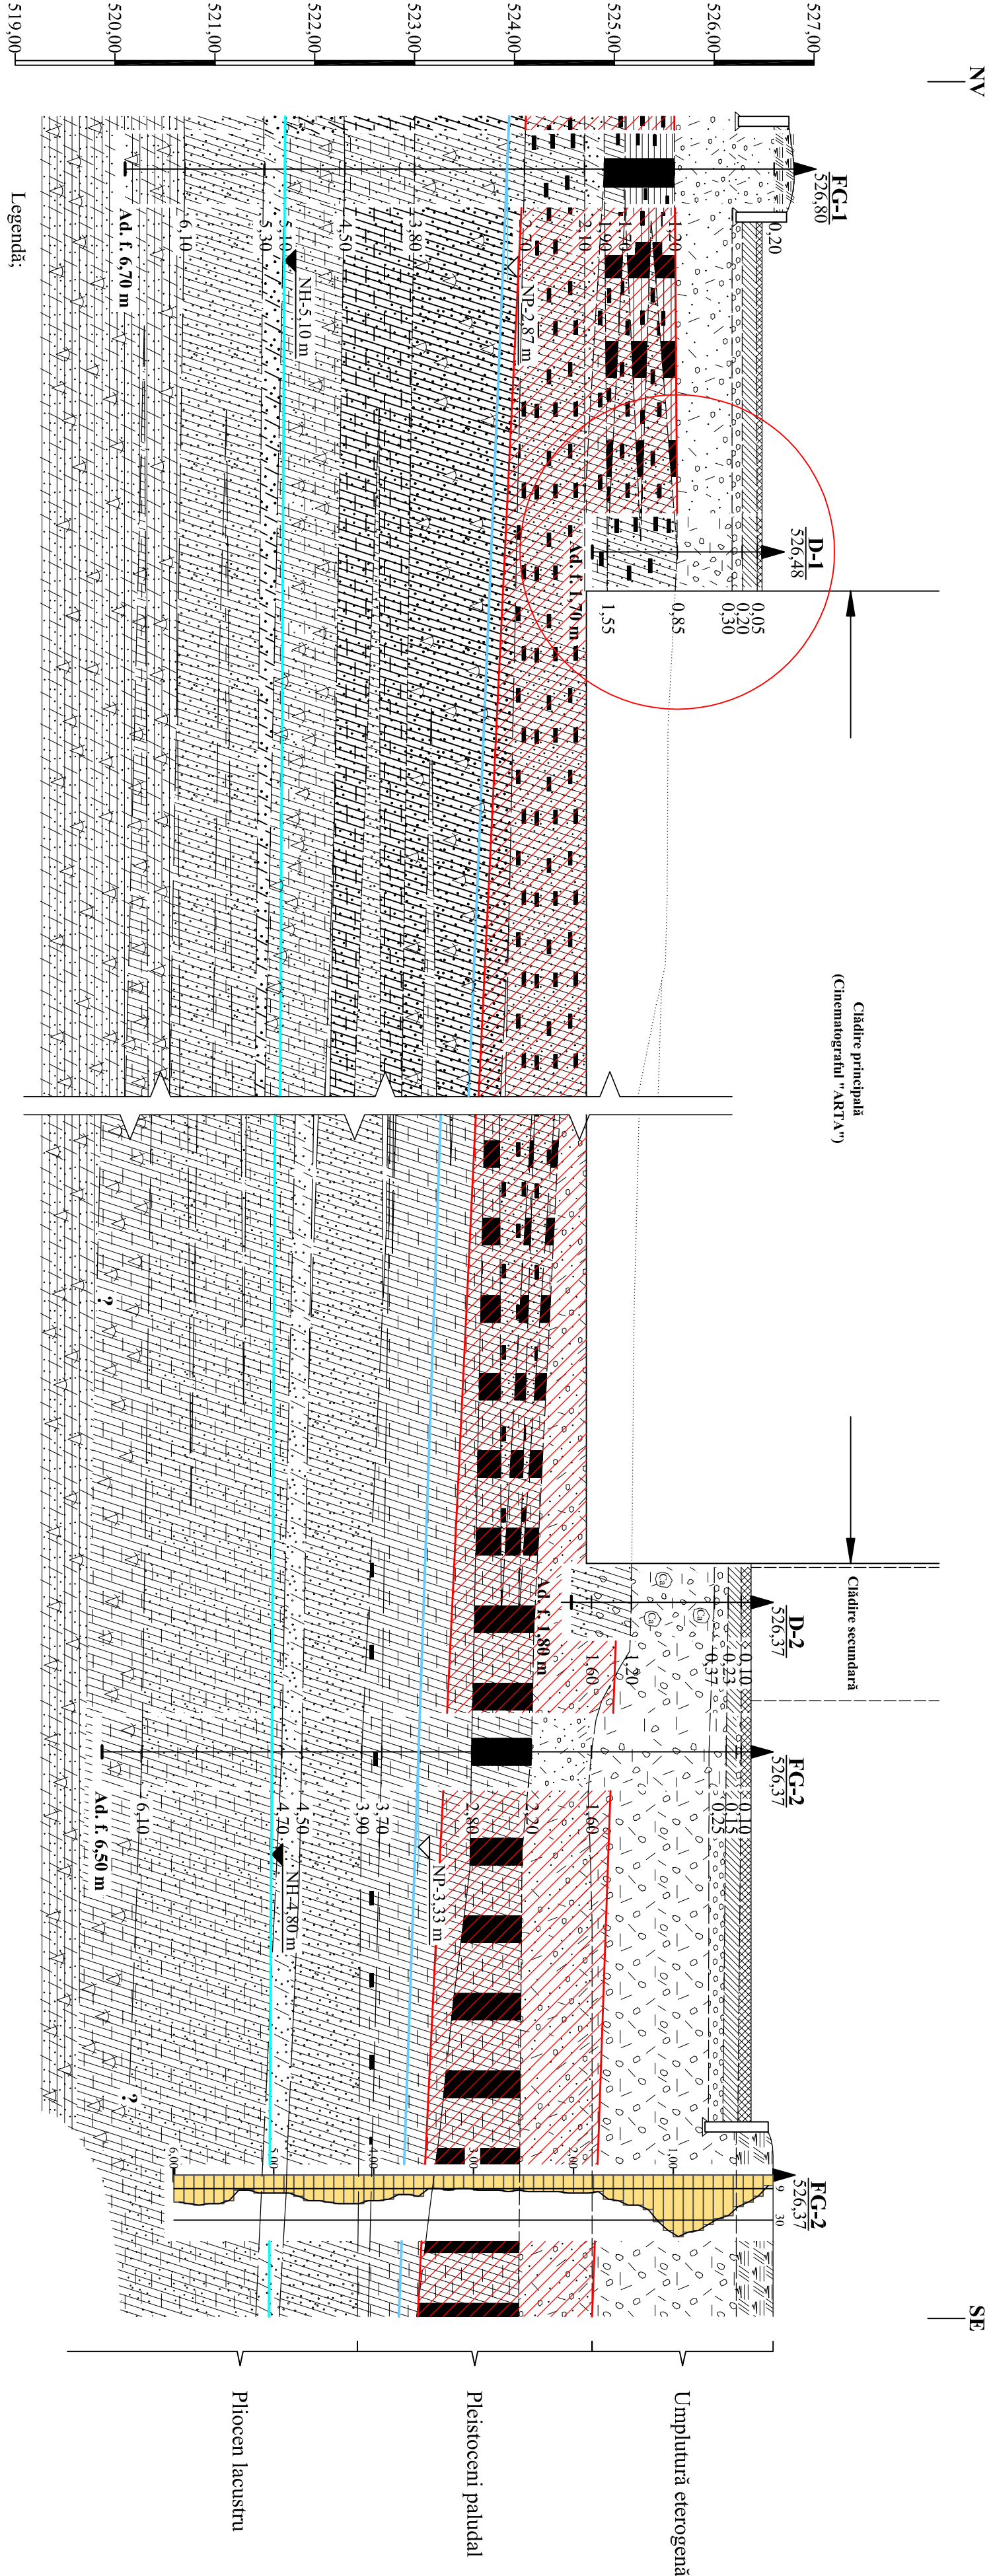 NV
SE
527,00
526,00
525,00
524,00
523,00
522,00
521,00
520,00
519,00
FG-1
526,80
0,20
1,20
1,70
1,90
2,10
2,70
3,80
4,50
5,30
6,10
NP-2,87 m
NH-5,10 m
Ad. f. 6,70 m
D-1
526,48
0,05
0,20
0,30
0,85
1,55
Ad. f. 1,70 m
Clădire principală
(Cinematograful "ARTA")
Clădire secundară
D-2
526,37
0,10
0,23
0,37
1,20
1,60
Ad. f. 1,80 m
Ca
Ca
Ca
FG-2
526,37
0,10
0,15
0,25
1,60
2,20
2,80
3,70
3,90
4,50
4,70
6,10
NP-3,33 m
NH-4,80 m
Ad. f. 6,50 m
?
?
FG-2
526,37
9
30
1,00
2,00
3,00
4,00
5,00
6,00
Umplutură eterogenă
Pleistoceni paludal
Pliocen lacustru
Legendă;